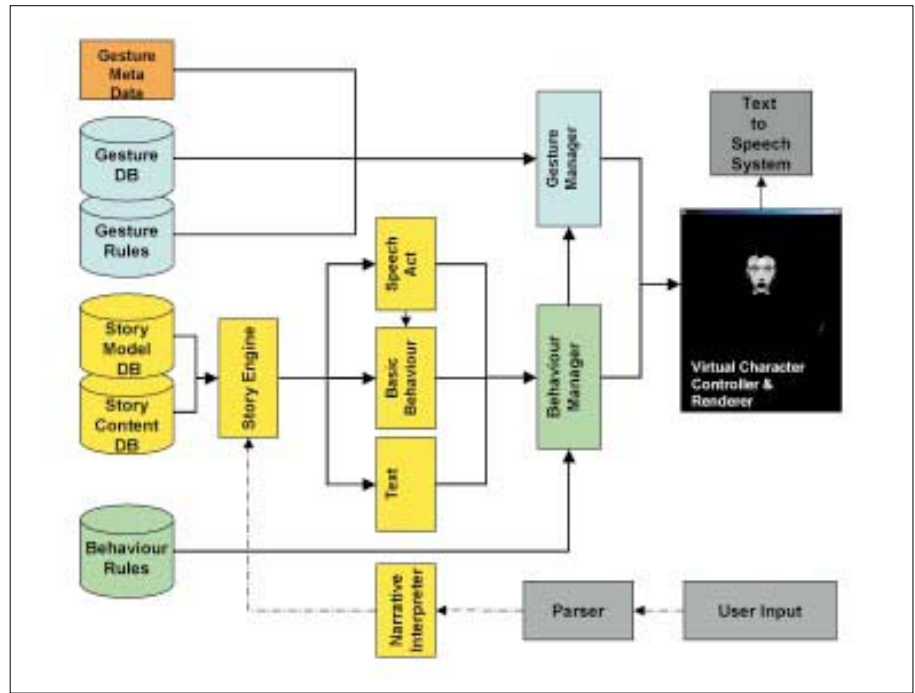 Gesture
Meta
Data
Gesture
DB
Gesture
Rules
Story
Model
DB
Story
Content
DB
Behaviour
Rules
Story Engine
Speech
Act
Basic
Behaviour
Text
Narrative
Interpreter
Gesture
Manager
Behaviour
Manager
Text
to
Speech
System
Virtual Character
Controller &
Renderer
Parser
User Input